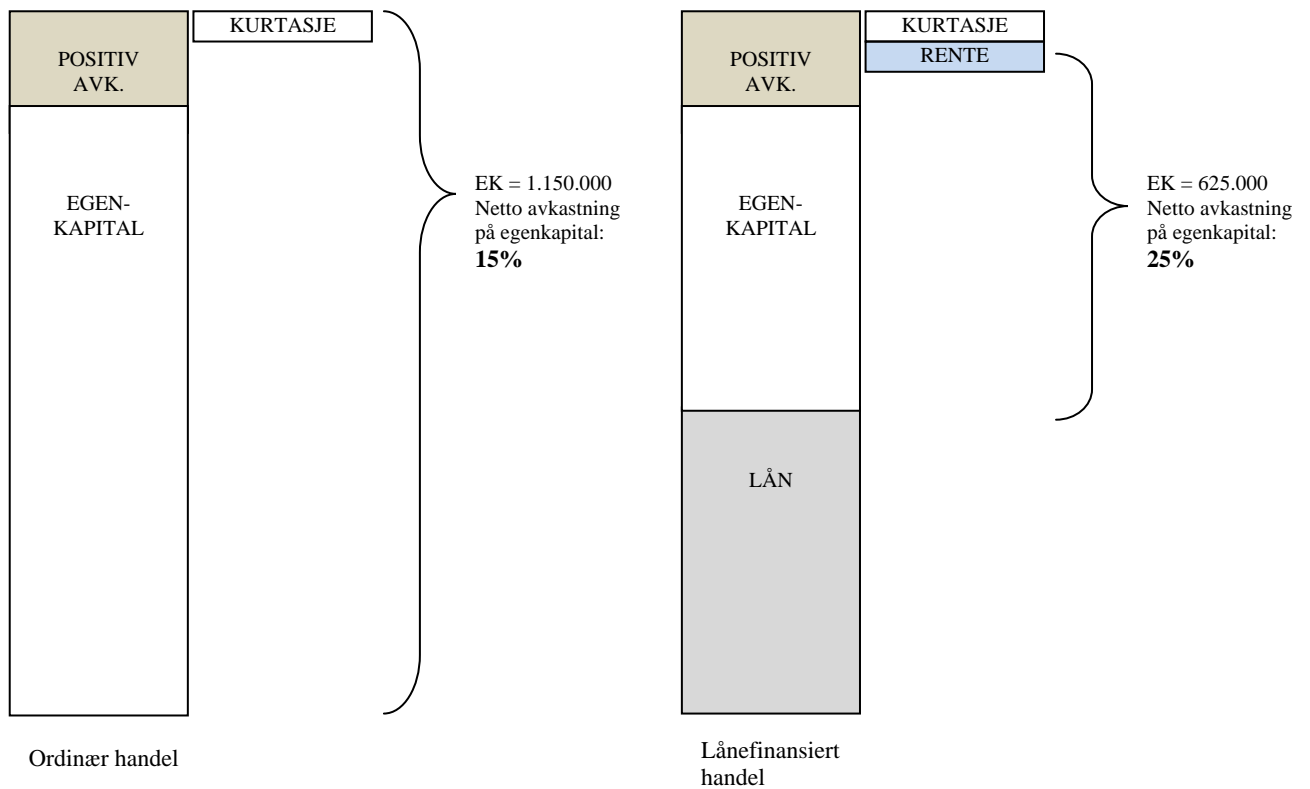 KURTASJE
POSITIV
AVK.
EGEN-
KAPITAL
EK = 1.150.000
Netto avkastning
på egenkapital:
15%
Ordinær handel
KURTASJE
RENTE
POSITIV
AVK.
EGEN-
KAPITAL
EK = 625.000
Netto avkastning
på egenkapital:
25%
LÅN
Lånefinansiert
handel